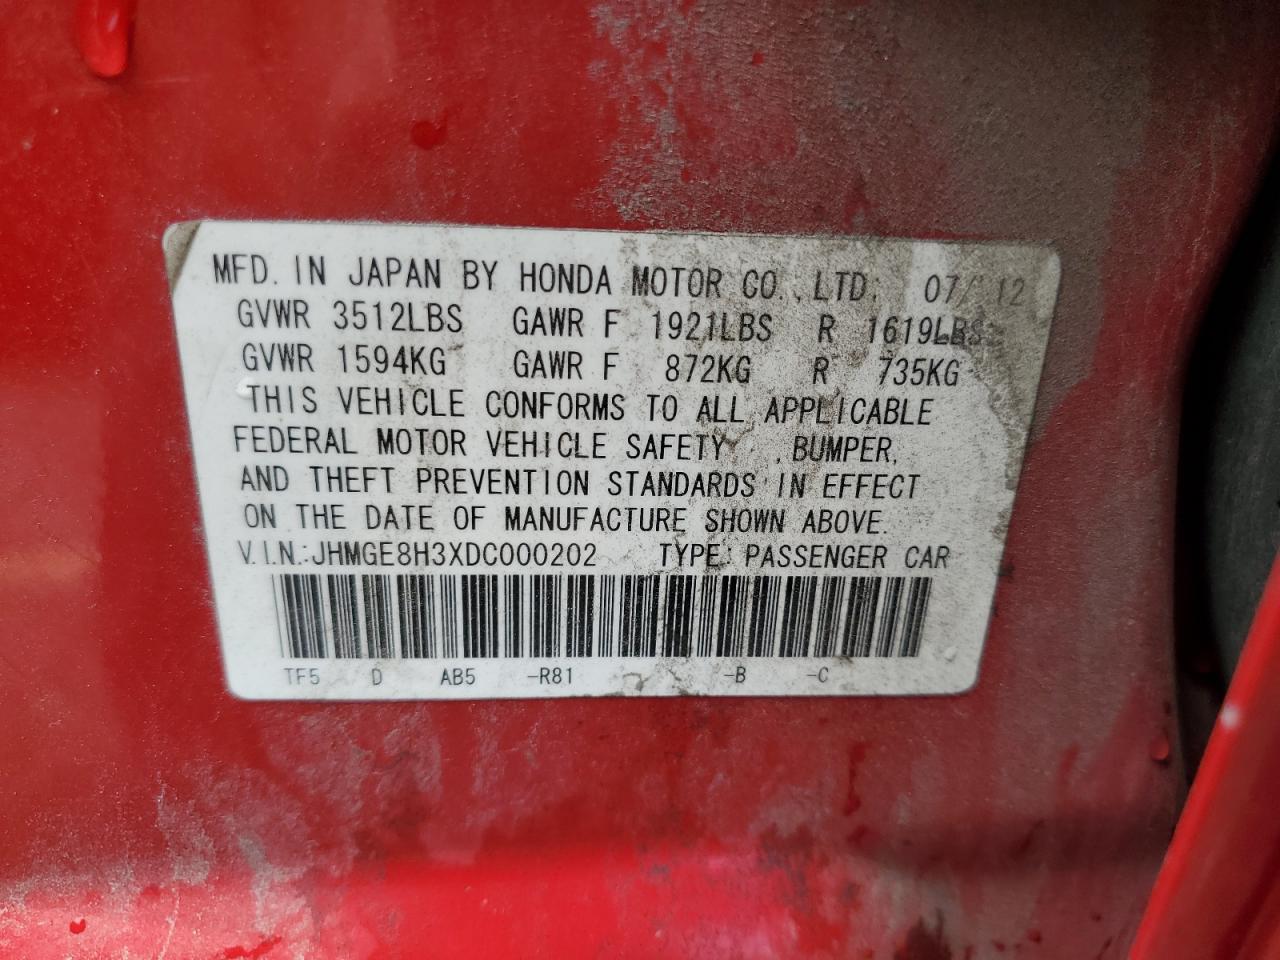 MFD. IN JAPAN BY HONDA MOTOR CO., LTD. 07/12
GVWR 3512LBS GAWR F 1921LBS R 1619LBS
GVWR 1594KG GAWR F 872KG R 735KG
THIS VEHICLE CONFORMS TO ALL APPLICABLE
FEDERAL MOTOR VEHICLE SAFETY , BUMPER,
AND THEFT PREVENTION STANDARDS IN EFFECT
ON THE DATE OF MANUFACTURE SHOWN ABOVE.
V.I.N.:JHMGE8H3XDC000202 TYPE: PASSENGER CAR
TF5 D AB5 -R81 -B -C